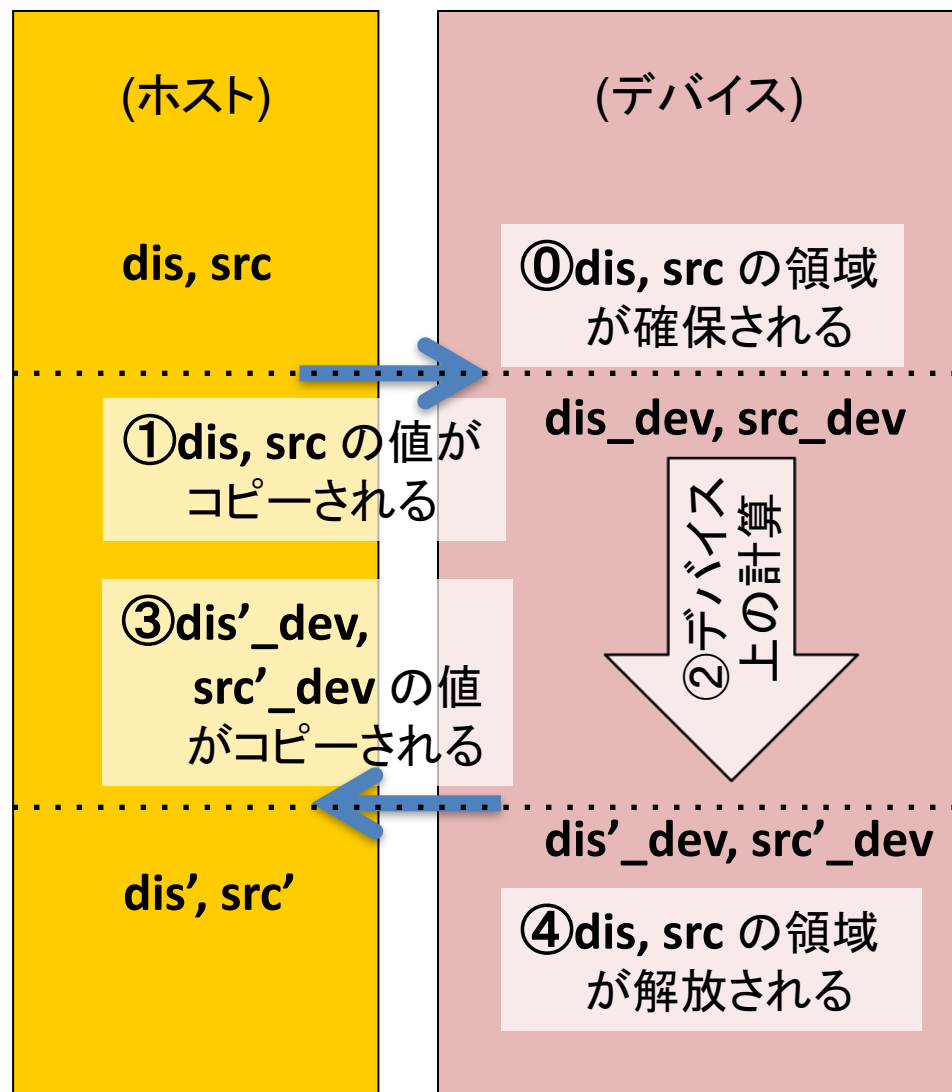 (ホスト)
(デバイス)
dis, src
⓪dis, src の領域
が確保される
①dis, src の値が
コピーされる
dis_dev, src_dev
②デバイス
上の計算
③dis’_dev,
src’_dev の値
がコピーされる
dis’_dev, src’_dev
dis’, src'
④dis, src の領域
が解放される